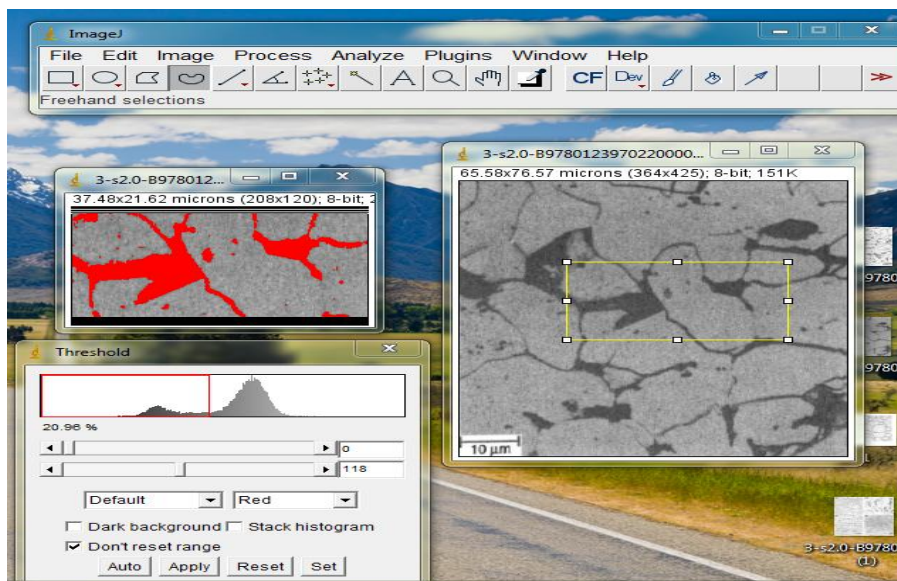 ImageJ
File Edit Image Process Analyze Plugins Window Help
A CF Dev >>
Freehand selections
3-s2.0-B978012...
37.48x21.62 microns (208x120); 8-bit; 2
3-s2.0-B9780123970220000...
65.58x76.57 microns (364x425); 8-bit; 151K
10 µm
Threshold
20.96 %
0
118
Default Red
Dark background Stack histogram
Don't reset range
Auto Apply Reset Set
9780
9780
3-s2.0-B9780
(1)